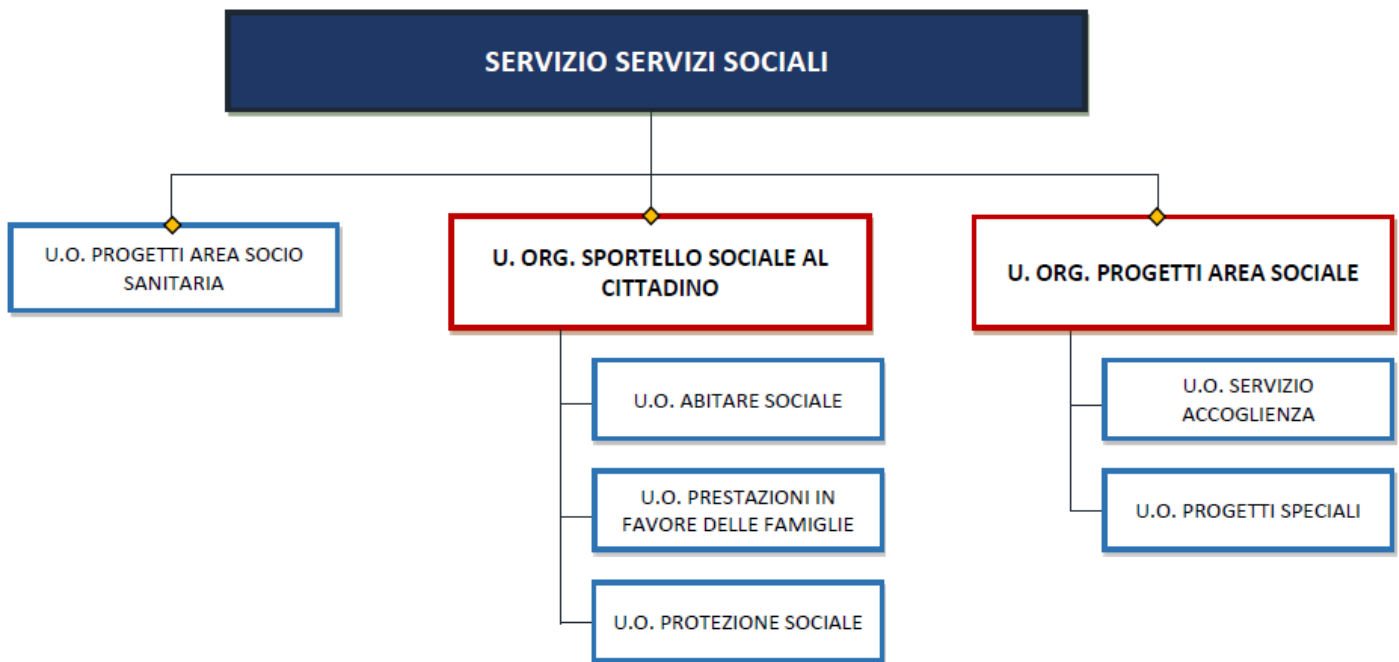 SERVIZIO SERVIZI SOCIALI
U.O. PROGETTI AREA SOCIO
SANITARIA
U. ORG. SPORTELLO SOCIALE AL
CITTADINO
U.O. ABITARE SOCIALE
U.O. PRESTAZIONI IN
FAVORE DELLE FAMIGLIE
U.O. PROTEZIONE SOCIALE
U. ORG. PROGETTI AREA SOCIALE
U.O. SERVIZIO
ACCOGLIENZA
U.O. PROGETTI SPECIALI